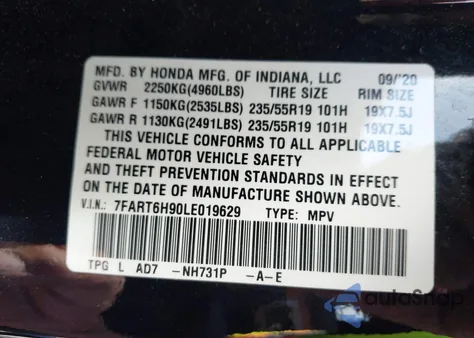 MFD. BY HONDA MFG. OF INDIANA, LLC 09/'20
GVWR 2250KG(4960LBS) TIRE SIZE RIM SIZE
GAWR F 1150KG(2535LBS) 235/55R19 101H 19X7.5J
GAWR R 1130KG(2491LBS) 235/55R19 101H 19X7.5J
THIS VEHICLE CONFORMS TO ALL APPLICABLE
FEDERAL MOTOR VEHICLE SAFETY
AND THEFT PREVENTION STANDARDS IN EFFECT
ON THE DATE OF MANUFACTURE SHOWN ABOVE.
V.I.N.: 7FART6H90LE019629 TYPE: MPV
TPG L AD7 -NH731P -A-E
autoShop